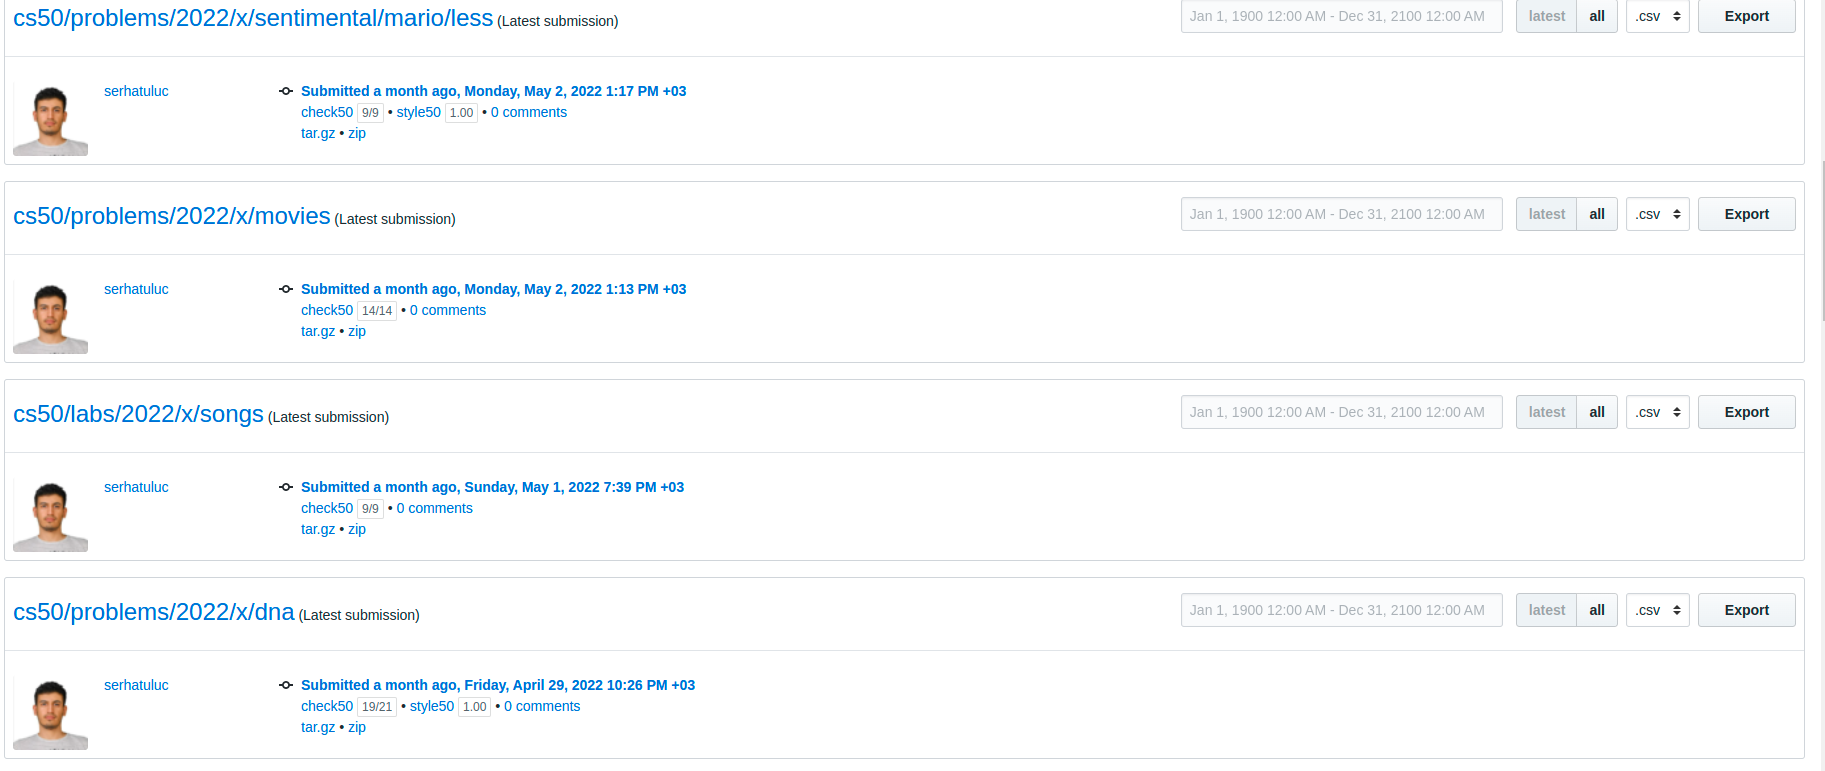 cs50/problems/2022/x/sentimental/mario/less (Latest submission) Jan 1, 1900 12:00 AM - Dec 31, 2100 12:00 AM latest all .csv Export
serhatuluc Submitted a month ago, Monday, May 2, 2022 1:17 PM +03
check50 9/9 • style50 1.00 • 0 comments
tar.gz • zip
cs50/problems/2022/x/movies (Latest submission) Jan 1, 1900 12:00 AM - Dec 31, 2100 12:00 AM latest all .csv Export
serhatuluc Submitted a month ago, Monday, May 2, 2022 1:13 PM +03
check50 14/14 • 0 comments
tar.gz • zip
cs50/labs/2022/x/songs (Latest submission) Jan 1, 1900 12:00 AM - Dec 31, 2100 12:00 AM latest all .csv Export
serhatuluc Submitted a month ago, Sunday, May 1, 2022 7:39 PM +03
check50 9/9 • 0 comments
tar.gz • zip
cs50/problems/2022/x/dna (Latest submission) Jan 1, 1900 12:00 AM - Dec 31, 2100 12:00 AM latest all .csv Export
serhatuluc Submitted a month ago, Friday, April 29, 2022 10:26 PM +03
check50 19/21 • style50 1.00 • 0 comments
tar.gz • zip